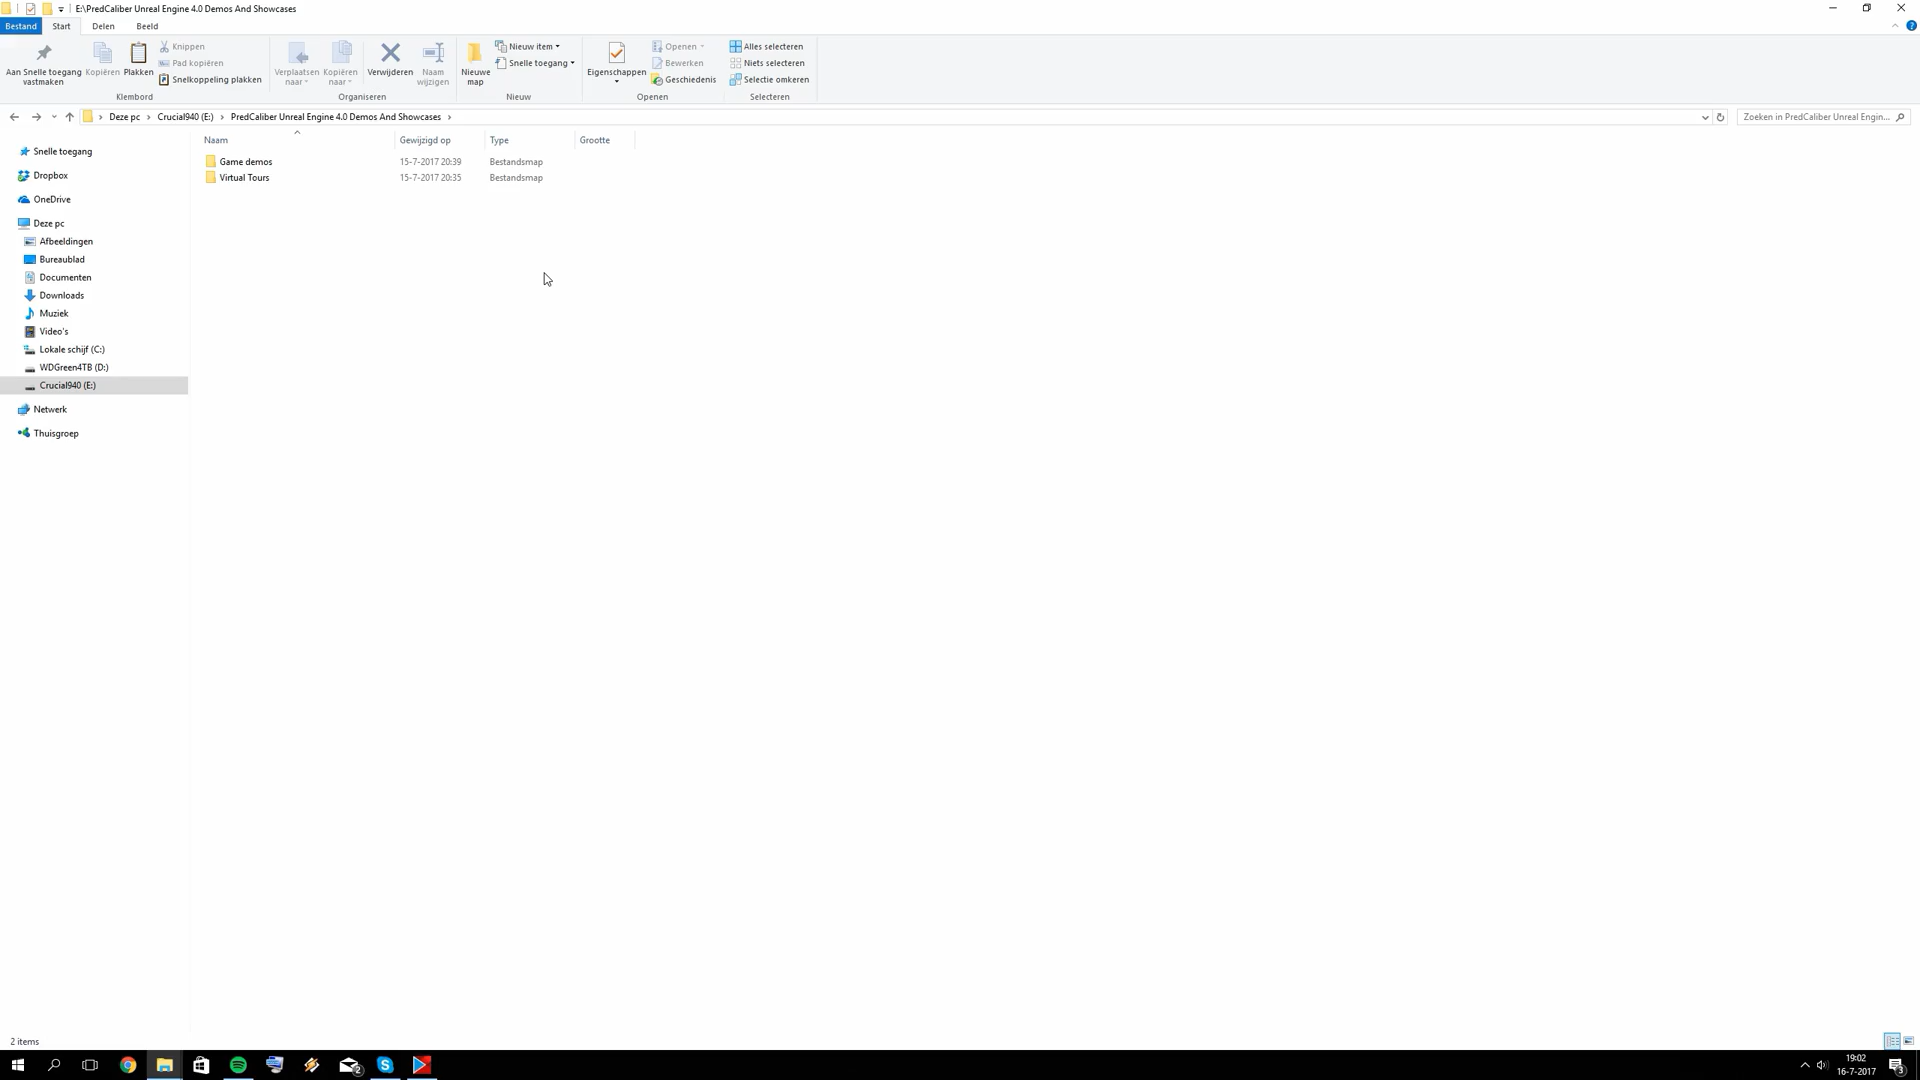 E:\PredCaliber Unreal Engine 4.0 Demos And Showcases
Bestand Start Delen Beeld
Aan Snelle toegang vastmaken
Kopiëren
Plakken
Knippen
Pad kopiëren
Snelkoppeling plakken
Klembord
Verplaatsen naar
Kopiëren naar
Verwijderen
Naam wijzigen
Organiseren
Nieuwe map
Nieuw item
Snelle toegang
Nieuw
Eigenschappen
Openen
Bewerken
Geschiedenis
Openen
Alles selecteren
Niets selecteren
Selectie omkeren
Selecteren
Deze pc › Crucial940 (E:) › PredCaliber Unreal Engine 4.0 Demos And Showcases ›
Zoeken in PredCaliber Unreal Engin...
Naam Gewijzigd op Type Grootte
Game demos 15-7-2017 20:39 Bestandsmap
Virtual Tours 15-7-2017 20:35 Bestandsmap
Snelle toegang
Dropbox
OneDrive
Deze pc
Afbeeldingen
Bureaublad
Documenten
Downloads
Muziek
Video's
Lokale schijf (C:)
WDGreen4TB (D:)
Crucial940 (E:)
Netwerk
Thuisgroep
2 items
2
19:02
16-7-2017
3